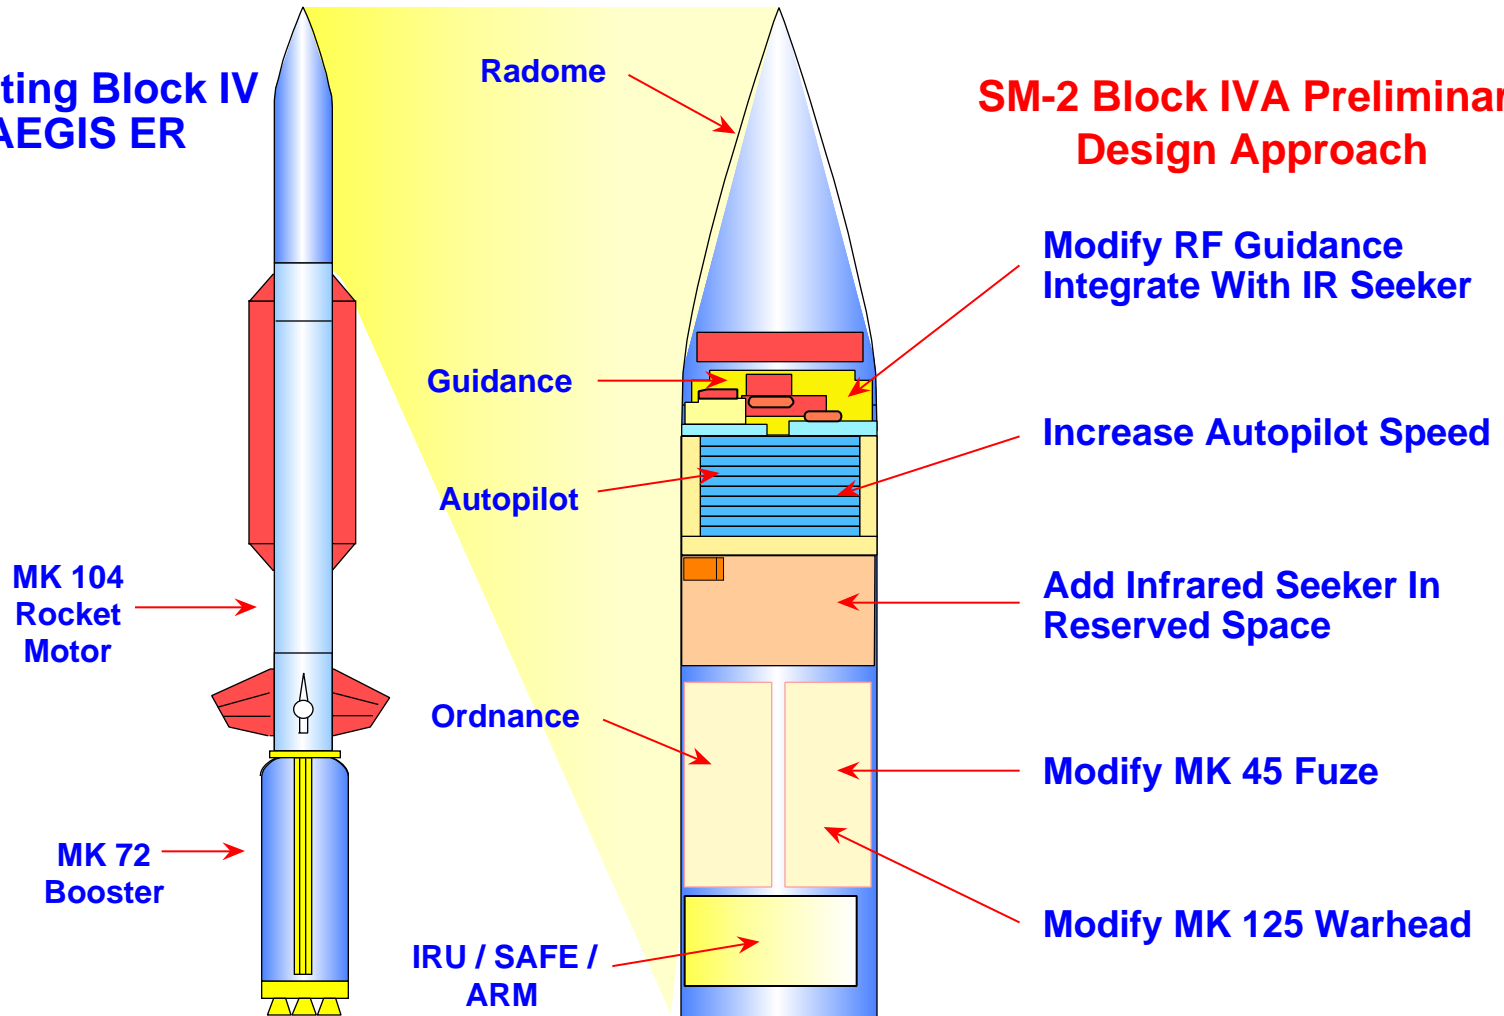 ting Block IV
AEGIS ER
Radome
SM-2 Block IVA Preliminar
Design Approach
Modify RF Guidance
Integrate With IR Seeker
Guidance
Increase Autopilot Speed
Autopilot
MK 104
Rocket
Motor
Add Infrared Seeker In
Reserved Space
Ordnance
Modify MK 45 Fuze
MK 72
Booster
Modify MK 125 Warhead
IRU / SAFE /
ARM